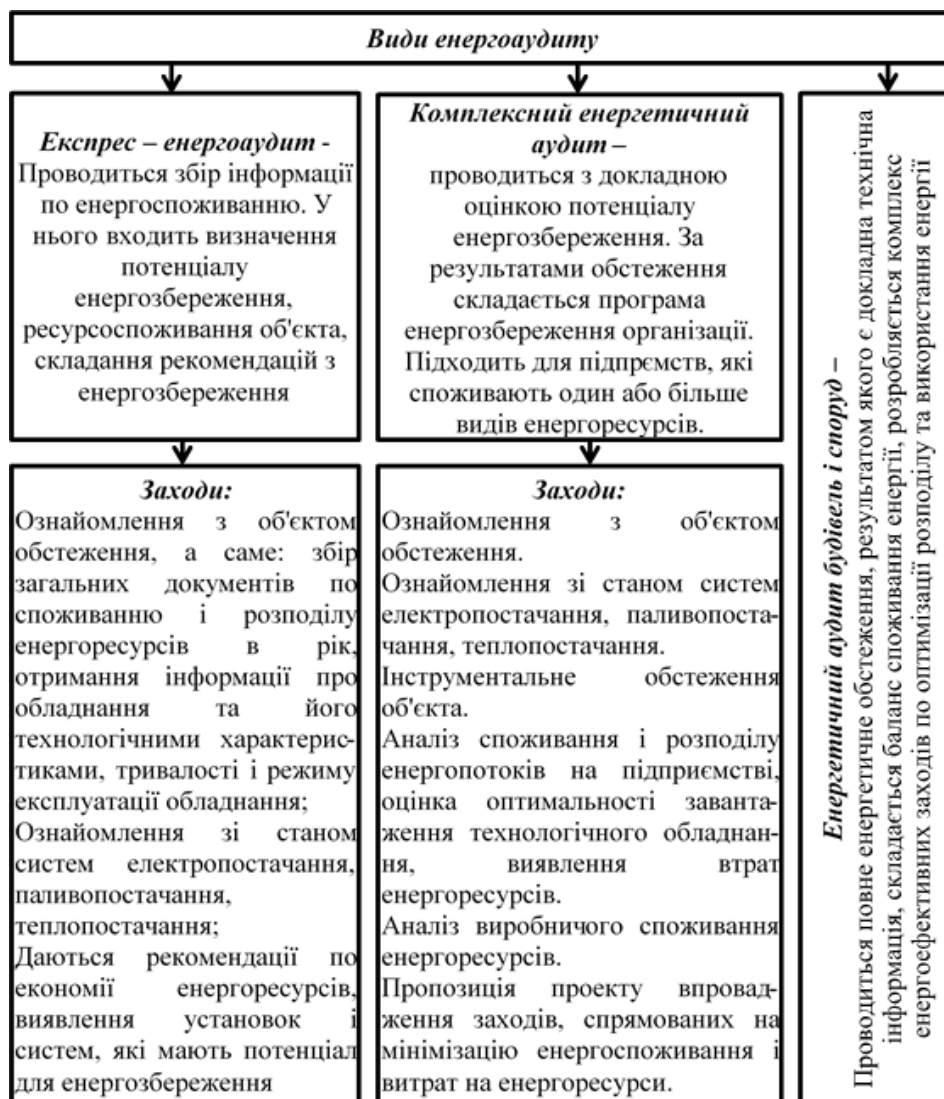 Види енергоаудиту
Експрес – енергоаудит -
Проводиться збір інформації
по енергоспоживанню. У
нього входить визначення
потенціалу
енергозбереження,
ресурсоспоживання об'єкта,
складання рекомендацій з
енергозбереження
Комплексний енергетичний
аудит –
проводиться з докладною
оцінкою потенціалу
енергозбереження. За
результатами обстеження
складається програма
енергозбереження організації.
Підходить для підпрємств, які
споживають один або більше
видів енергоресурсів.
Енергетичний аудит будівель і споруд –
Проводиться повне енергетичне обстеження, результатом якого є докладна технічна
інформація, складається баланс споживання енергії, розробляється комплекс
енергоефективних заходів по оптимізації розподілу та використання енергії
Заходи:
Ознайомлення з об'єктом
обстеження, а саме: збір
загальних документів по
споживанню і розподілу
енергоресурсів в рік,
отримання інформації про
обладнання та його
технологічними характерис-
тиками, тривалості і режиму
експлуатації обладнання;
Ознайомлення зі станом
систем електропостачання,
паливопостачання,
теплопостачання;
Даються рекомендації по
економії енергоресурсів,
виявлення установок і
систем, які мають потенціал
для енергозбереження
Заходи:
Ознайомлення з об'єктом
обстеження.
Ознайомлення зі станом систем
електропостачання, паливопоста-
чання, теплопостачання.
Інструментальне обстеження
об'єкта.
Аналіз споживання і розподілу
енергопотоків на підприємстві,
оцінка оптимальності заванта-
ження технологічного обладнан-
ня, виявлення втрат
енергоресурсів.
Аналіз виробничого споживання
енергоресурсів.
Пропозиція проекту впровад-
ження заходів, спрямованих на
мінімізацію енергоспоживання і
витрат на енергоресурси.